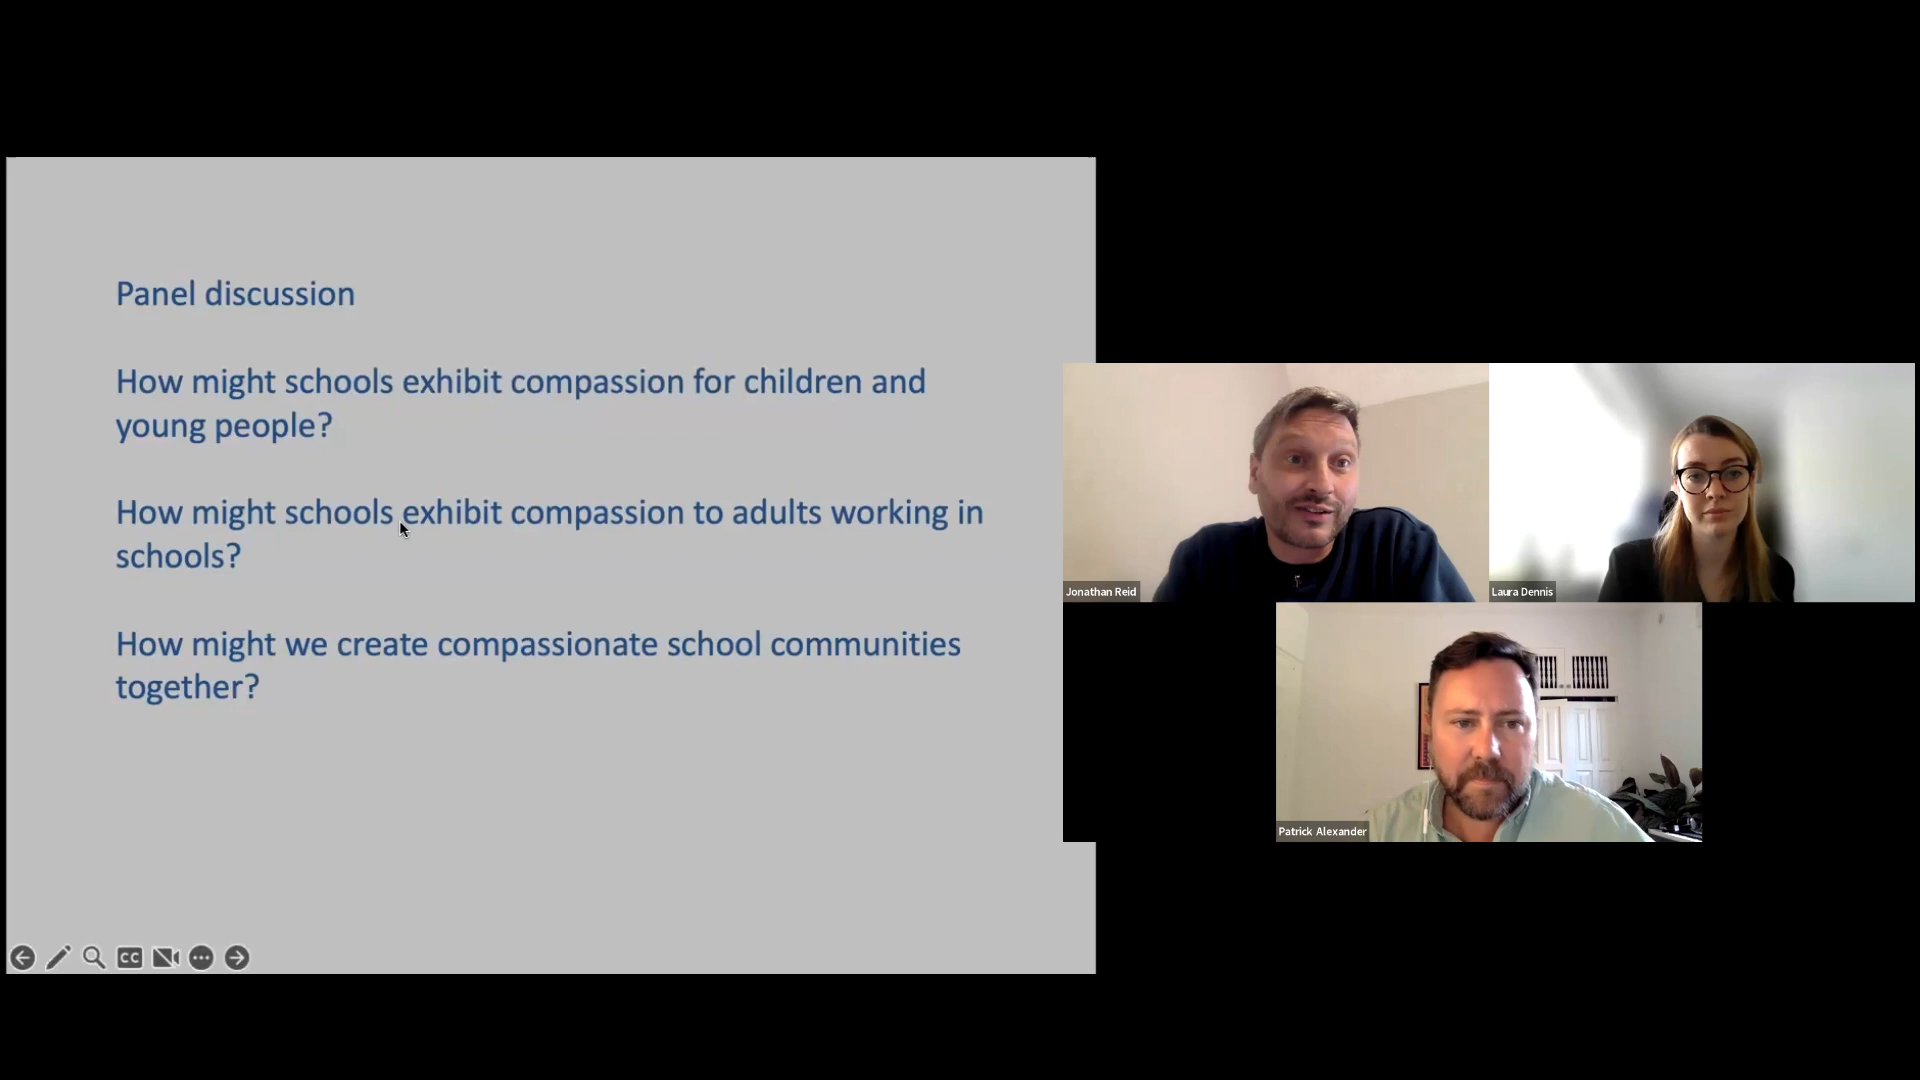 Panel discussion
How might schools exhibit compassion for children and
young people?
How might schools exhibit compassion to adults working in
schools?
How might we create compassionate school communities
together?
Jonathan Reid
Laura Dennis
Patrick Alexander
CC